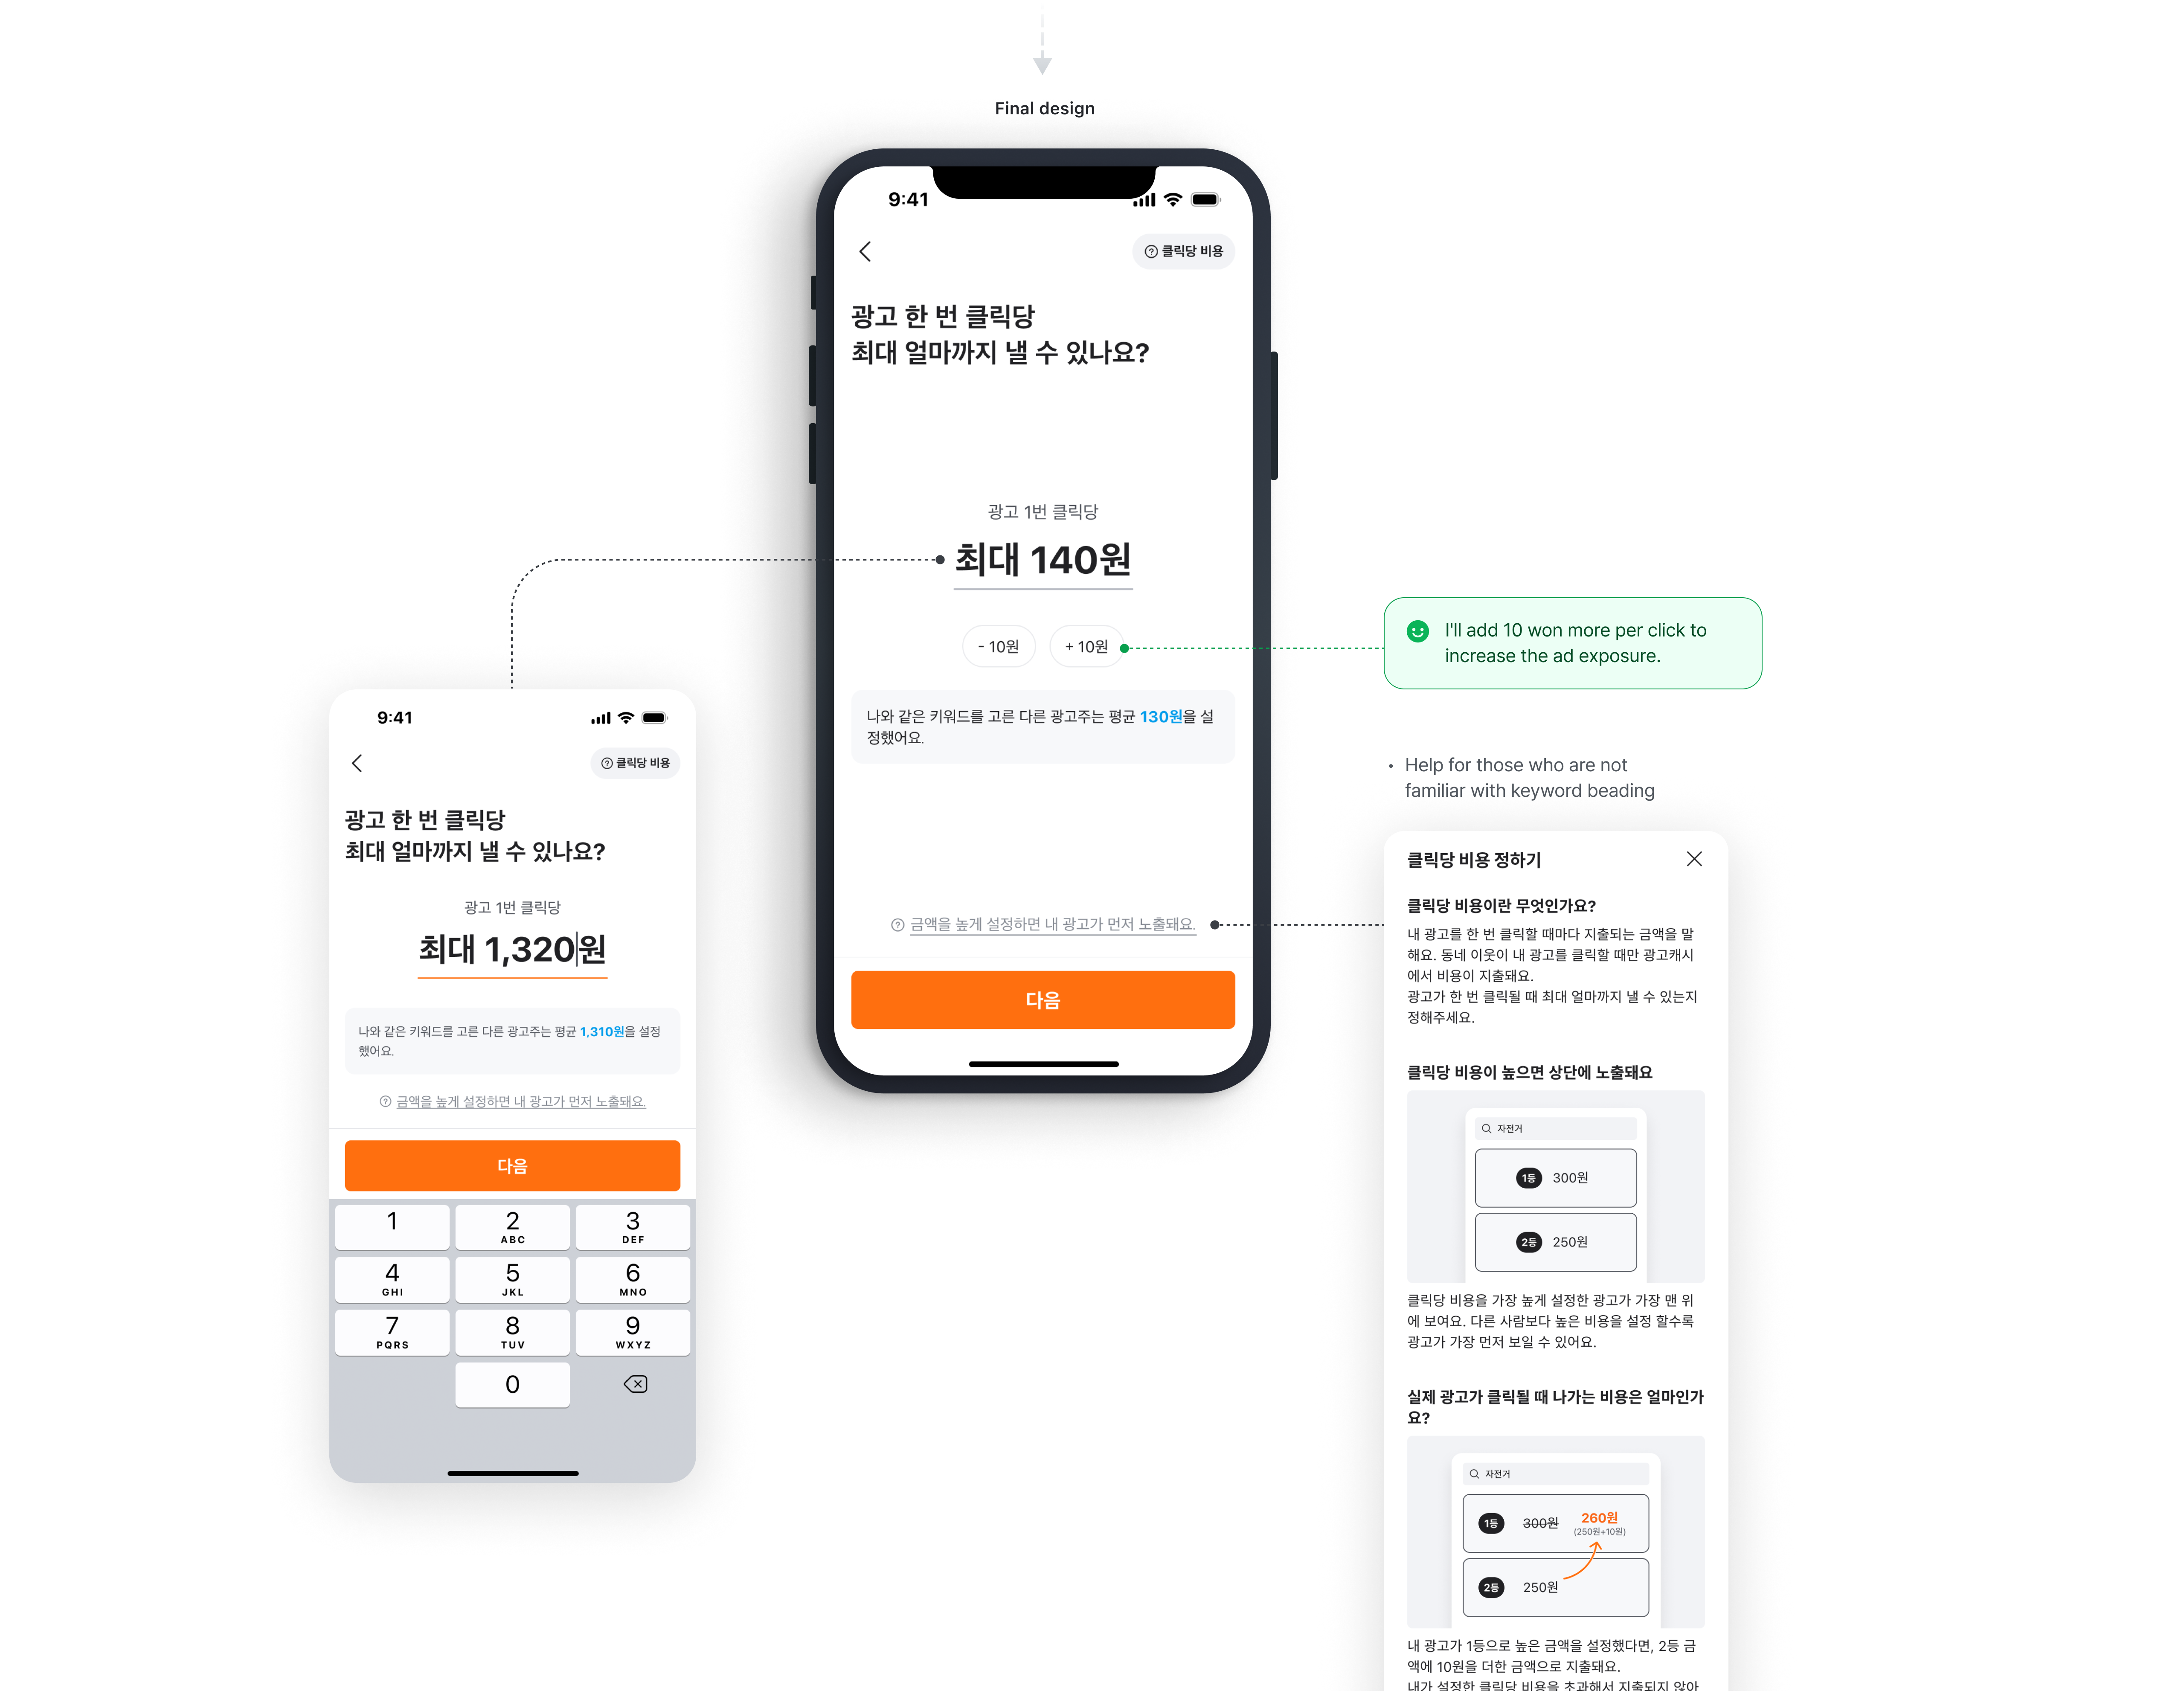 Final design
9:41
클릭당 비용
광고 한 번 클릭당
최대 얼마까지 낼 수 있나요?
광고 1번 클릭당
최대 140원
- 10원
+ 10원
나와 같은 키워드를 고른 다른 광고주는 평균 130원을 설
정했어요.
금액을 높게 설정하면 내 광고가 먼저 노출돼요.
다음
I'll add 10 won more per click to
increase the ad exposure.
9:41
클릭당 비용
광고 한 번 클릭당
최대 얼마까지 낼 수 있나요?
광고 1번 클릭당
최대 1,320원
나와 같은 키워드를 고른 다른 광고주는 평균 1,310원을 설정
했어요.
금액을 높게 설정하면 내 광고가 먼저 노출돼요.
다음
1
2
ABC
3
DEF
4
GHI
5
JKL
6
MNO
7
PQRS
8
TUV
9
WXYZ
0
• Help for those who are not
familiar with keyword beading
클릭당 비용 정하기
클릭당 비용이란 무엇인가요?
내 광고를 한 번 클릭할 때마다 지출되는 금액을 말
해요. 동네 이웃이 내 광고를 클릭할 때만 광고캐시
에서 비용이 지출돼요.
광고가 한 번 클릭될 때 최대 얼마까지 낼 수 있는지
정해주세요.
클릭당 비용이 높으면 상단에 노출돼요
자전거
1등 300원
2등 250원
클릭당 비용을 가장 높게 설정한 광고가 가장 맨 위
에 보여요. 다른 사람보다 높은 비용을 설정 할수록
광고가 가장 먼저 보일 수 있어요.
실제 광고가 클릭될 때 나가는 비용은 얼마인가
요?
자전거
1등 300원 260원
(250원+10원)
2등 250원
내 광고가 1등으로 높은 금액을 설정했다면, 2등 금
액에 10원을 더한 금액으로 지출돼요.
내가 설정한 클릭당 비용을 초과해서 지출되지 않아